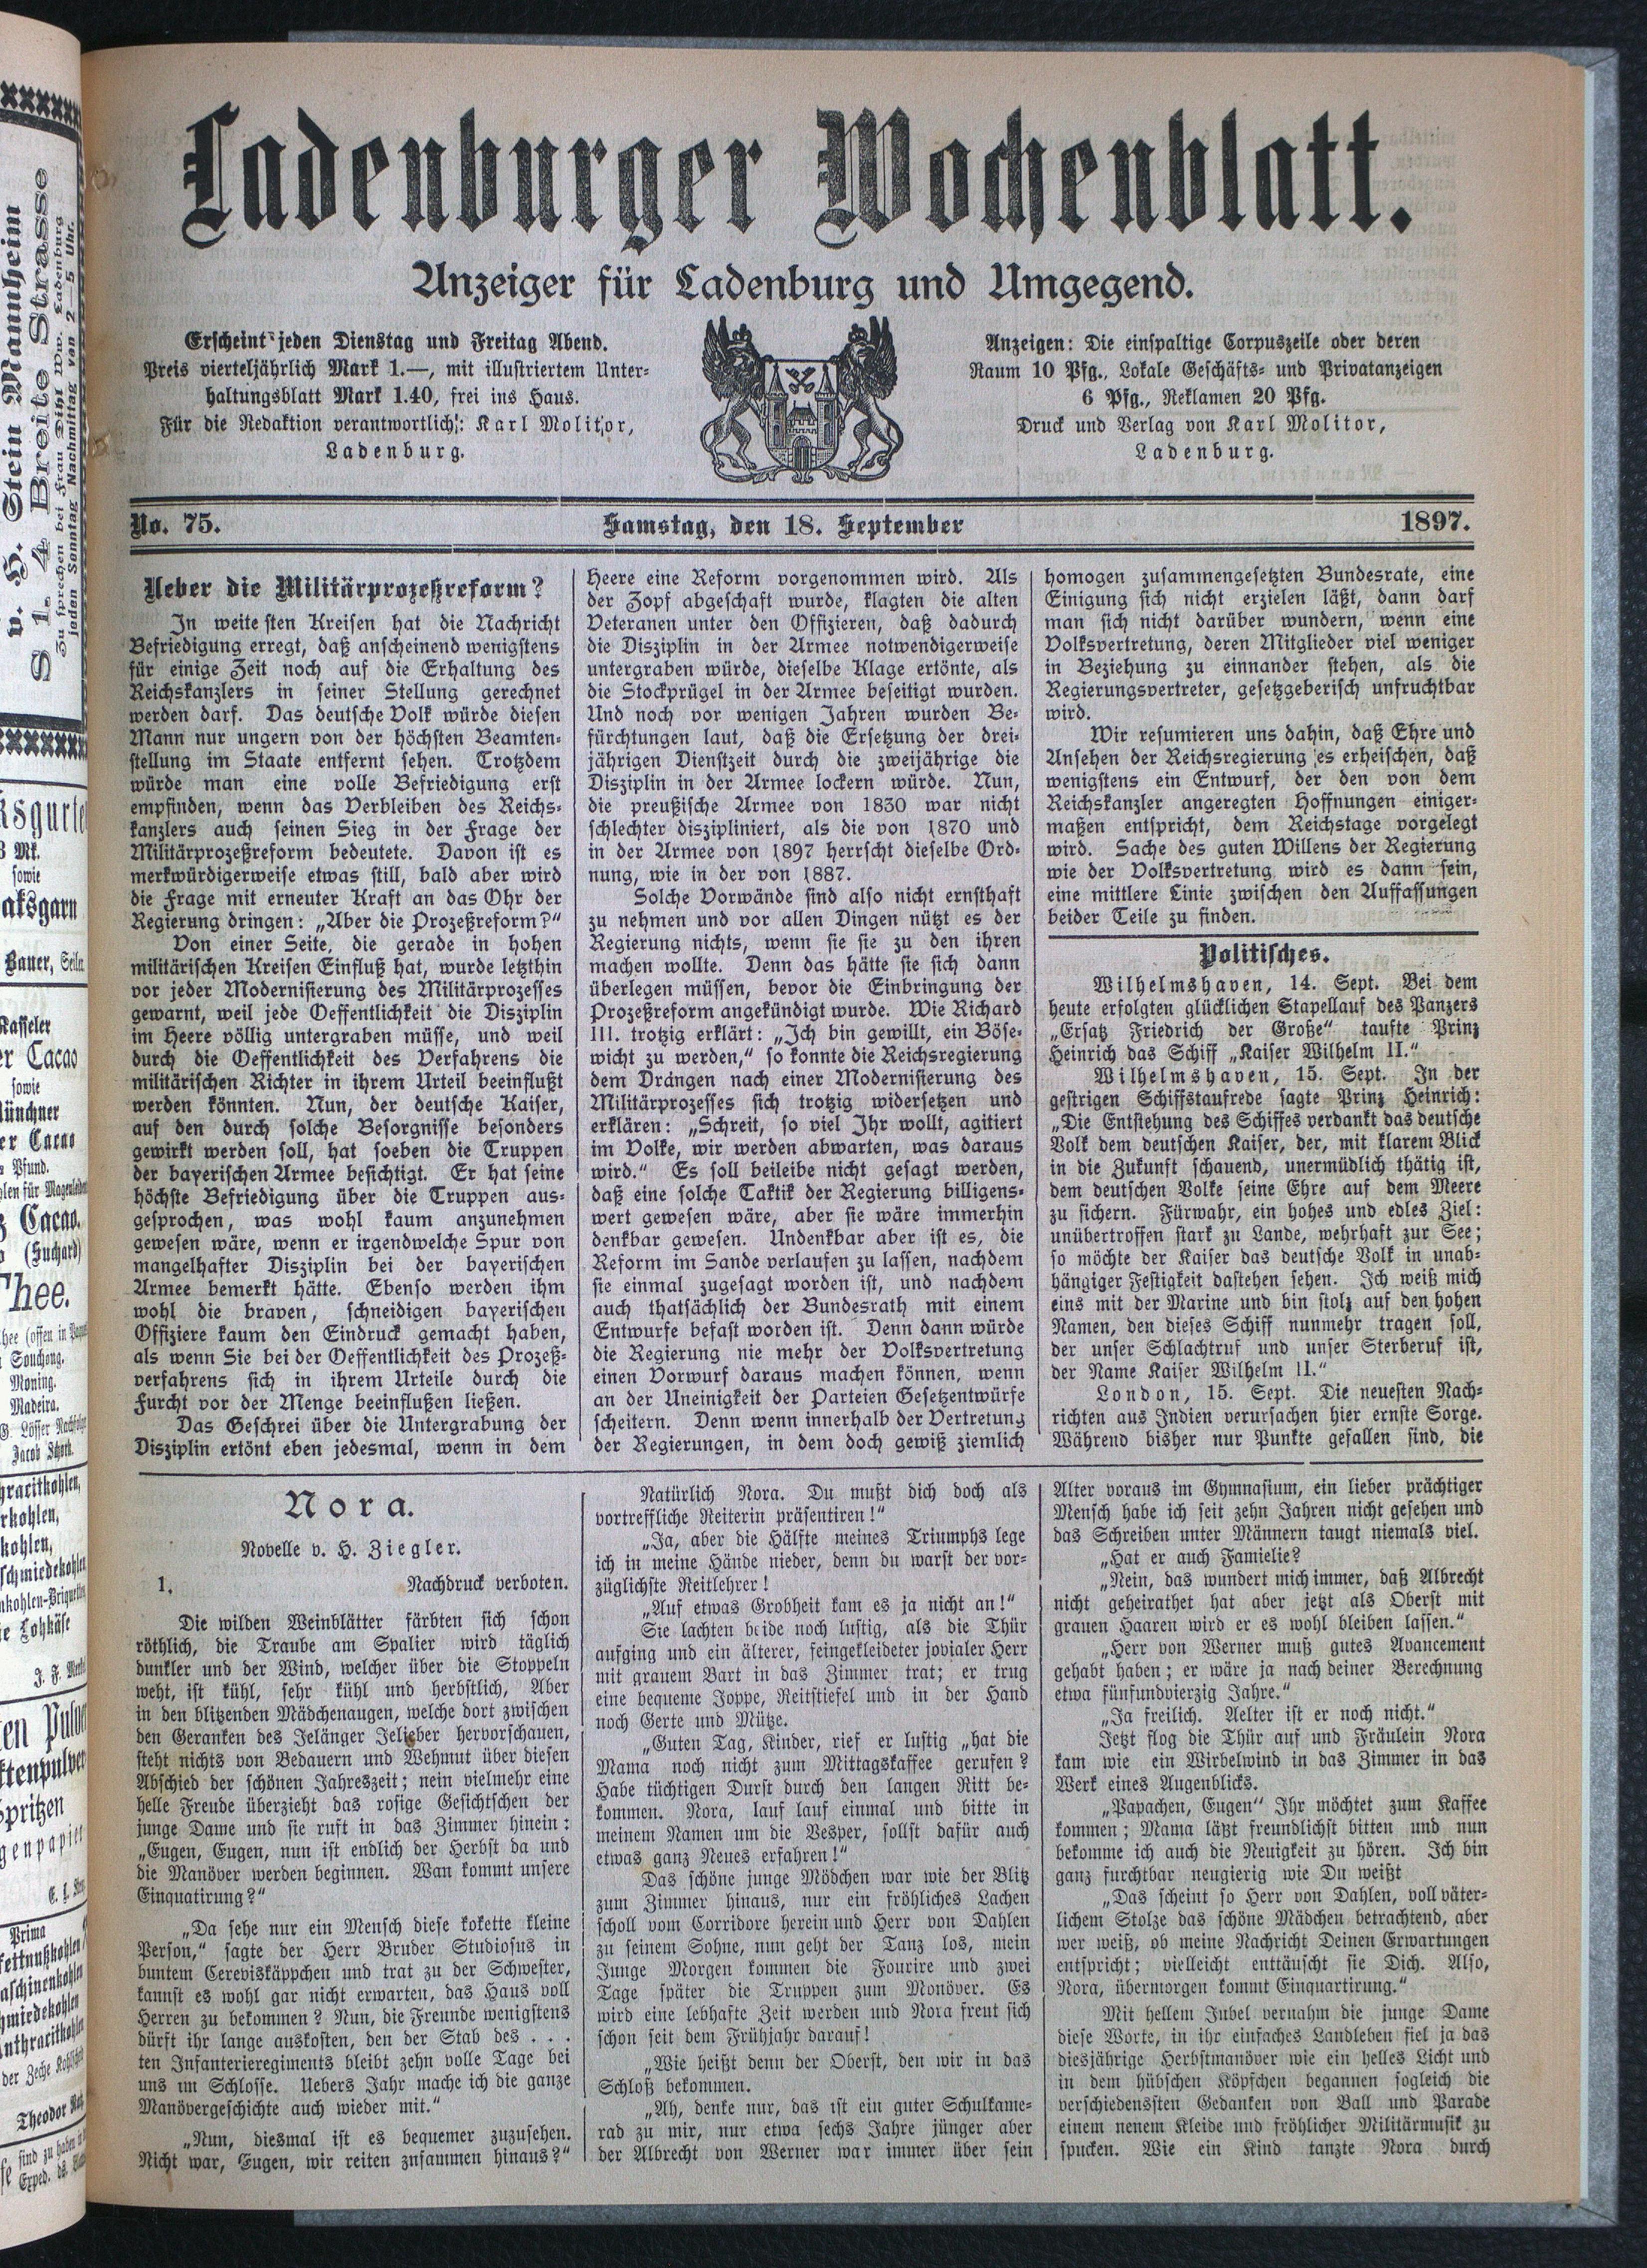 Ladenburger Wochenblatt.
Anzeiger für Ladenburg und Umgegend.
Erscheint jeden Dienstag und Freitag Abend.
Preis vierteljährlich Mark 1.—, mit illustriertem Unter-
haltungsblatt Mark 1.40, frei ins Haus.
Für die Redaktion verantwortlich: Karl Molitor,
Ladenburg.
Anzeigen: Die einspaltige Corpuszeile oder deren
Raum 10 Pfg., Lokale Geschäfts- und Privatanzeigen
6 Pfg., Reklamen 20 Pfg.
Druck und Verlag von Karl Molitor,
Ladenburg.
No. 75. Samstag, den 18. September 1897.
Ueber die Militärprozeßreform?
In weitesten Kreisen hat die Nachricht
Befriedigung erregt, daß anscheinend wenigstens
für einige Zeit noch auf die Erhaltung des
Reichskanzlers in seiner Stellung gerechnet
werden darf. Das deutsche Volk würde diesen
Mann nur ungern von der höchsten Beamten-
stellung im Staate entfernt sehen. Trotzdem
würde man eine volle Befriedigung erst
empfinden, wenn das Verbleiben des Reichs-
kanzlers auch seinen Sieg in der Frage der
Militärprozeßreform bedeutete. Davon ist es
merkwürdigerweise etwas still, bald aber wird
die Frage mit erneuter Kraft an das Ohr der
Regierung dringen: „Aber die Prozeßreform?“
Von einer Seite, die gerade in hohen
militärischen Kreisen Einfluß hat, wurde letzthin
vor jeder Modernisierung des Militärprozesses
gewarnt, weil jede Oeffentlichkeit die Disziplin
im Heere völlig untergraben müsse, und weil
durch die Oeffentlichkeit des Verfahrens die
militärischen Richter in ihrem Urteil beeinflußt
werden könnten. Nun, der deutsche Kaiser,
auf den durch solche Besorgnisse besonders
gewirkt werden soll, hat soeben die Truppen
der bayerischen Armee besichtigt. Er hat seine
höchste Befriedigung über die Truppen aus-
gesprochen, was wohl kaum anzunehmen
gewesen wäre, wenn er irgendwelche Spur von
mangelhafter Disziplin bei der bayerischen
Armee bemerkt hätte. Ebenso werden ihm
wohl die braven, schneidigen bayerischen
Offiziere kaum den Eindruck gemacht haben,
als wenn Sie bei der Oeffentlichkeit des Prozeß-
verfahrens sich in ihrem Urteile durch die
Furcht vor der Menge beeinflußen ließen.
Das Geschrei über die Untergrabung der
Disziplin ertönt eben jedesmal, wenn in dem
Heere eine Reform vorgenommen wird. Als
der Zopf abgeschaft wurde, klagten die alten
Veteranen unter den Offizieren, daß dadurch
die Disziplin in der Armee notwendigerweise
untergraben würde, dieselbe Klage ertönte, als
die Stockprügel in der Armee beseitigt wurden.
Und noch vor wenigen Jahren wurden Be-
fürchtungen laut, daß die Ersetzung der drei-
jährigen Dienstzeit durch die zweijährige die
Disziplin in der Armee lockern würde. Nun,
die preußische Armee von 1830 war nicht
schlechter diszipliniert, als die von 1870 und
in der Armee von 1897 herrscht dieselbe Ord-
nung, wie in der von 1887.
Solche Vorwände sind also nicht ernsthaft
zu nehmen und vor allen Dingen nützt es der
Regierung nichts, wenn sie sie zu den ihren
machen wollte. Denn das hätte sie sich dann
überlegen müssen, bevor die Einbringung der
Prozeßreform angekündigt wurde. Wie Richard
III. trotzig erklärt: „Ich bin gewillt, ein Böse-
wicht zu werden,“ so konnte die Reichsregierung
dem Drängen nach einer Modernisierung des
Militärprozesses sich trotzig widersetzen und
erklären: „Schreit, so viel Ihr wollt, agitiert
im Volke, wir werden abwarten, was daraus
wird.“ Es soll beileibe nicht gesagt werden,
daß eine solche Taktik der Regierung billigens-
wert gewesen wäre, aber sie wäre immerhin
denkbar gewesen. Undenkbar aber ist es, die
Reform im Sande verlaufen zu lassen, nachdem
sie einmal zugesagt worden ist, und nachdem
auch thatsächlich der Bundesrath mit einem
Entwurfe befast worden ist. Denn dann würde
die Regierung nie mehr der Volksvertretung
einen Vorwurf daraus machen können, wenn
an der Uneinigkeit der Parteien Gesetzentwürfe
scheitern. Denn wenn innerhalb der Vertretung
der Regierungen, in dem doch gewiß ziemlich
homogen zusammengesetzten Bundesrate, eine
Einigung sich nicht erzielen läßt, dann darf
man sich nicht darüber wundern, wenn eine
Volksvertretung, deren Mitglieder viel weniger
in Beziehung zu einnander stehen, als die
Regierungsvertreter, gesetzgeberisch unfruchtbar
wird.
Wir resumieren uns dahin, daß Ehre und
Ansehen der Reichsregierung es erheischen, daß
wenigstens ein Entwurf, der den von dem
Reichskanzler angeregten Hoffnungen einiger-
maßen entspricht, dem Reichstage vorgelegt
wird. Sache des guten Willens der Regierung
wie der Volksvertretung wird es dann sein,
eine mittlere Linie zwischen den Auffassungen
beider Teile zu finden.
Politisches.
Wilhelmshaven, 14. Sept. Bei dem
heute erfolgten glücklichen Stapellauf des Panzers
„Ersatz Friedrich der Große“ taufte Prinz
Heinrich das Schiff „Kaiser Wilhelm II.“
Wilhelmshaven, 15. Sept. In der
gestrigen Schiffstaufrede sagte Prinz Heinrich:
„Die Entstehung des Schiffes verdankt das deutsche
Volk dem deutschen Kaiser, der, mit klarem Blick
in die Zukunft schauend, unermüdlich thätig ist,
dem deutschen Volke seine Ehre auf dem Meere
zu sichern. Fürwahr, ein hohes und edles Ziel:
unübertroffen stark zu Lande, wehrhaft zur See;
so möchte der Kaiser das deutsche Volk in unab-
hängiger Festigkeit dastehen sehen. Ich weiß mich
eins mit der Marine und bin stolz auf den hohen
Namen, den dieses Schiff nunmehr tragen soll,
der unser Schlachtruf und unser Sterberuf ist,
der Name Kaiser Wilhelm II.“
London, 15. Sept. Die neuesten Nach-
richten aus Indien verursachen hier ernste Sorge.
Während bisher nur Punkte gefallen sind, die
Nora.
Novelle v. H. Ziegler.
1. Nachdruck verboten.
Die wilden Weinblätter färbten sich schon
röthlich, die Traube am Spalier wird täglich
dunkler und der Wind, welcher über die Stoppeln
weht, ist kühl, sehr kühl und herbstlich, Aber
in den blitzenden Mädchenaugen, welche dort zwischen
den Geranken des Jelänger Jelieber hervorschauen,
steht nichts von Bedauern und Wehmut über diesen
Abschied der schönen Jahreszeit; nein vielmehr eine
helle Freude überzieht das rosige Gesichtschen der
junge Dame und sie ruft in das Zimmer hinein:
„Eugen, Eugen, nun ist endlich der Herbst da und
die Manöver werden beginnen. Wan kommt unsere
Einquatirung?“
„Da sehe nur ein Mensch diese kokette kleine
Person,“ sagte der Herr Bruder Studiosus in
buntem Cereviskäppchen und trat zu der Schwester,
kannst es wohl gar nicht erwarten, das Haus voll
Herren zu bekommen? Nun, die Freunde wenigstens
dürft ihr lange auskosten, den der Stab des . . .
ten Infanterieregiments bleibt zehn volle Tage bei
uns im Schlosse. Uebers Jahr mache ich die ganze
Manövergeschichte auch wieder mit.“
„Nun, diesmal ist es bequemer zuzusehen.
Nicht war, Eugen, wir reiten zusammen hinaus?“
Natürlich Nora. Du mußt dich doch als
vortreffliche Reiterin präsentiren!“
„Ja, aber die Hälfte meines Triumphs lege
ich in meine Hände nieder, denn du warst der vor-
züglichste Reitlehrer!
„Auf etwas Grobheit kam es ja nicht an!“
Sie lachten beide noch lustig, als die Thür
aufging und ein älterer, feingekleideter jovialer Herr
mit grauem Bart in das Zimmer trat; er trug
eine bequeme Joppe, Reitstiefel und in der Hand
noch Gerte und Mütze.
„Guten Tag, Kinder, rief er lustig „hat die
Mama noch nicht zum Mittagskaffee gerufen?
Habe tüchtigen Durst durch den langen Ritt be-
kommen. Nora, lauf lauf einmal und bitte in
meinem Namen um die Vesper, sollst dafür auch
etwas ganz Neues erfahren!“
Das schöne junge Mödchen war wie der Blitz
zum Zimmer hinaus, nur ein fröhliches Lachen
scholl vom Corridore herein und Herr von Dahlen
zu seinem Sohne, nun geht der Tanz los, mein
Junge Morgen kommen die Fourire und zwei
Tage später die Truppen zum Monöver. Es
wird eine lebhafte Zeit werden und Nora freut sich
schon seit dem Frühjahr darauf!
„Wie heißt denn der Oberst, den wir in das
Schloß bekommen.
„Ah, denke nur, das ist ein guter Schulkame-
rad zu mir, nur etwa sechs Jahre jünger aber
der Albrecht von Werner war immer über sein
Alter voraus im Gymnasium, ein lieber prächtiger
Mensch habe ich seit zehn Jahren nicht gesehen und
das Schreiben unter Männern taugt niemals viel.
„Hat er auch Famelie?
„Nein, das wundert mich immer, daß Albrecht
nicht geheirathet hat aber jetzt als Oberst mit
grauen Haaren wird er es wohl bleiben lassen.“
„Herr von Werner muß gutes Avancement
gehabt haben; er wäre ja nach deiner Berechnung
etwa fünfundvierzig Jahre.“
„Ja freilich. Aelter ist er noch nicht.“
Jetzt flog die Thür auf und Fräulein Nora
kam wie ein Wirbelwind in das Zimmer in das
Werk eines Augenblicks.
„Papachen, Eugen“ Ihr möchtet zum Kaffee
kommen; Mama läßt freundlichst bitten und nun
bekomme ich auch die Neuigkeit zu hören. Ich bin
ganz furchtbar neugierig wie Du weißt
„Das scheint so Herr von Dahlen, voll väter-
lichem Stolze das schöne Mädchen betrachtend, aber
wer weiß, ob meine Nachricht Deinen Erwartungen
entspricht; vielleicht enttäuscht sie Dich. Also,
Nora, übermorgen kommt Einquartirung.“
Mit hellem Jubel vernahm die junge Dame
diese Worte, in ihr einfaches Landleben fiel ja das
diesjährige Herbstmanöver wie ein helles Licht und
in dem hübschen Köpfchen begannen sogleich die
verschiedensten Gedanken von Ball und Parade
einem nenem Kleide und fröhlicher Militärmusik zu
spucken. Wie ein Kind tanzte Nora durch
v. H. Stein Mannheim
S 1. 4 Breite Strasse
Zu sprechen bei Frau Ww. Ladenburg
jeden Sonntag Nachmittag von 2—5 Uhr.
3 Mk.
sowie
Bauer, Seiler
Kasseler
er Cacao
sowie
Münchner
er Cacao
Pfund.
Cacao.
(Suchard)
Thee.
Souchong.
Moning.
Madeira.
kohlen,
Spritzen
Prima
der Zeche
Theodor
sind zu haben
Exped. ds.